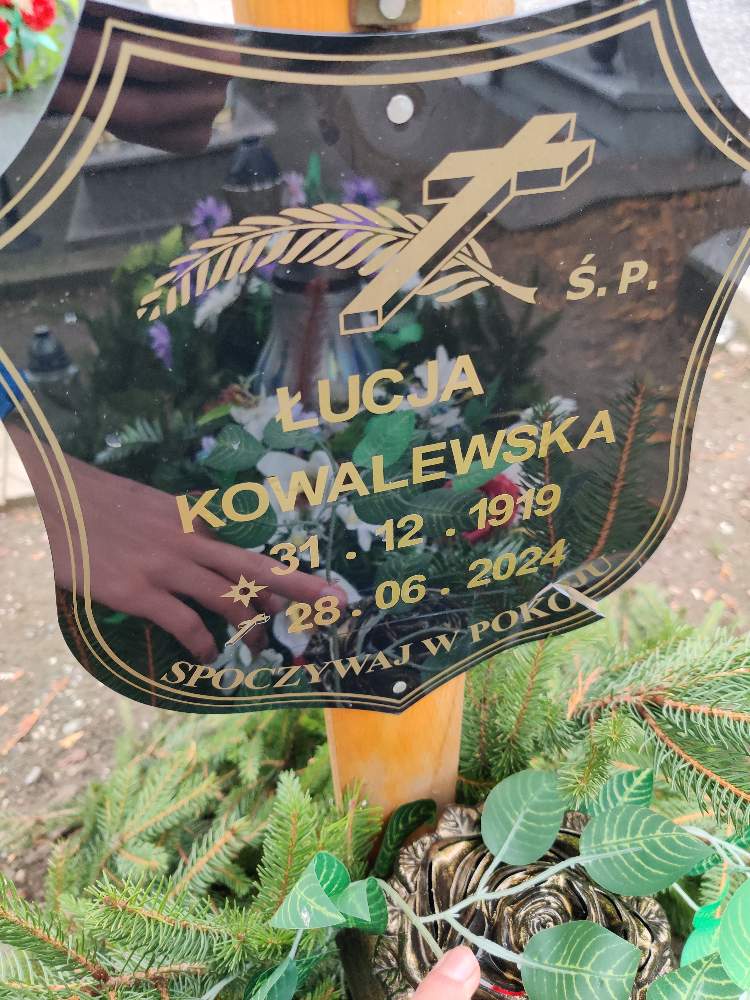 Ś.P.
ŁUCJA
KOWALEWSKA
31.12.1919
28.06.2024
SPOCZYWAJ W POKOJU